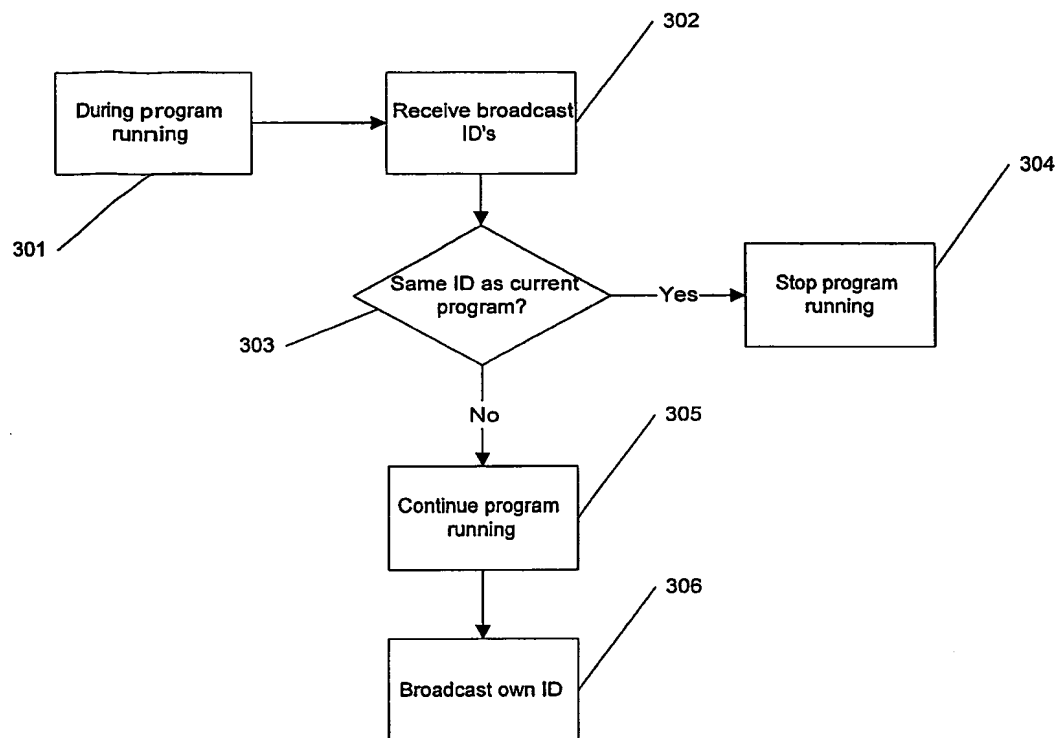 302
During program
running
Receive broadcast
ID's
304
301
Same ID as current
program?
Yes
Stop program
running
303
No
305
Continue program
running
306
Broadcast own ID